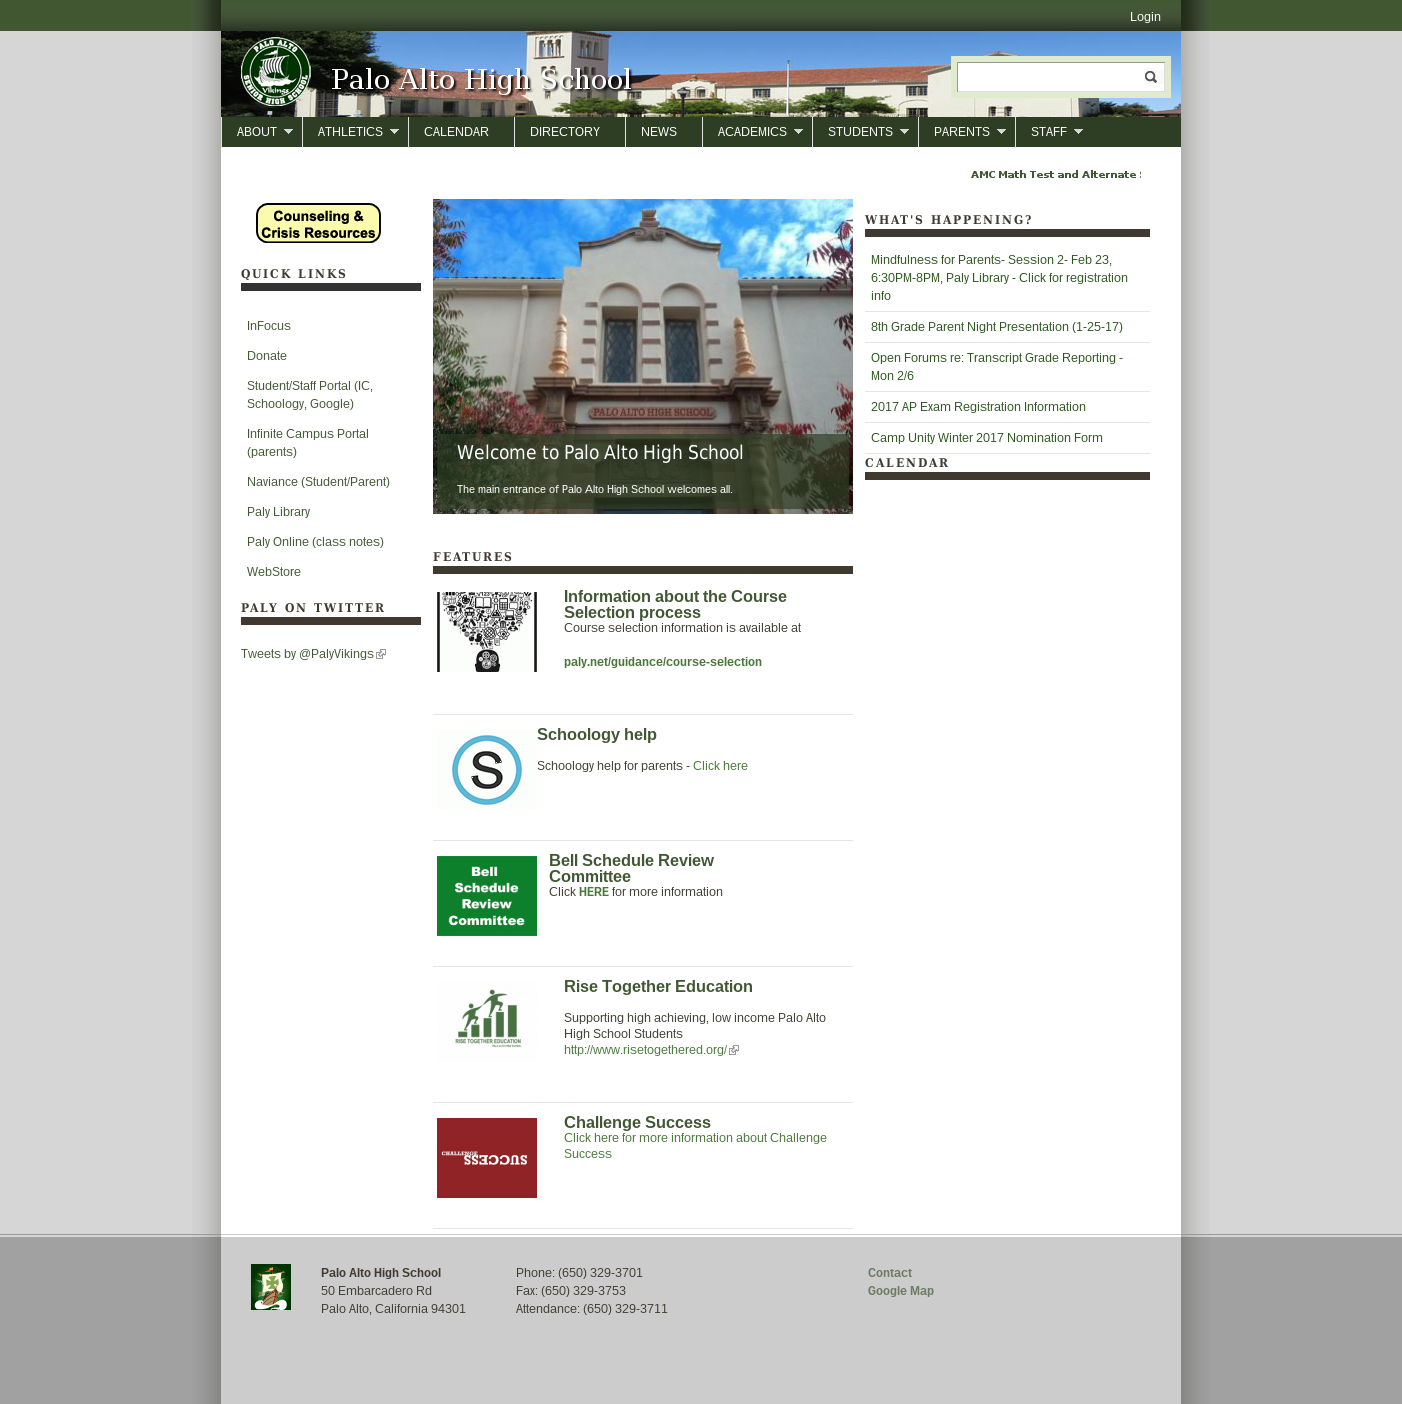 Login
PALO ALTO
Vikings
SENIOR HIGH SCHOOL
Palo Alto High School
ABOUT
ATHLETICS
CALENDAR
DIRECTORY
NEWS
ACADEMICS
STUDENTS
PARENTS
STAFF
AMC Math Test and Alternate
Counseling &
Crisis Resources
QUICK LINKS
InFocus
Donate
Student/Staff Portal (IC,
Schoology, Google)
Infinite Campus Portal
(parents)
Naviance (Student/Parent)
Paly Library
Paly Online (class notes)
WebStore
PALY ON TWITTER
Tweets by @PalyVikings
PALO ALTO HIGH SCHOOL
Welcome to Palo Alto High School
The main entrance of Palo Alto High School welcomes all.
FEATURES
Information about the Course
Selection process
Course selection information is available at
paly.net/guidance/course-selection
S
Schoology help
Schoology help for parents - Click here
Bell
Schedule
Review
Committee
Bell Schedule Review
Committee
Click HERE for more information
RISE TOGETHER EDUCATION
Rise Together Education
Supporting high achieving, low income Palo Alto
High School Students
http://www.risetogethered.org/
CHALLENGE
SUCCESS
Challenge Success
Click here for more information about Challenge
Success
WHAT'S HAPPENING?
Mindfulness for Parents- Session 2- Feb 23,
6:30PM-8PM, Paly Library - Click for registration
info
8th Grade Parent Night Presentation (1-25-17)
Open Forums re: Transcript Grade Reporting -
Mon 2/6
2017 AP Exam Registration Information
Camp Unity Winter 2017 Nomination Form
CALENDAR
Palo Alto High School
50 Embarcadero Rd
Palo Alto, California 94301
Phone: (650) 329-3701
Fax: (650) 329-3753
Attendance: (650) 329-3711
Contact
Google Map